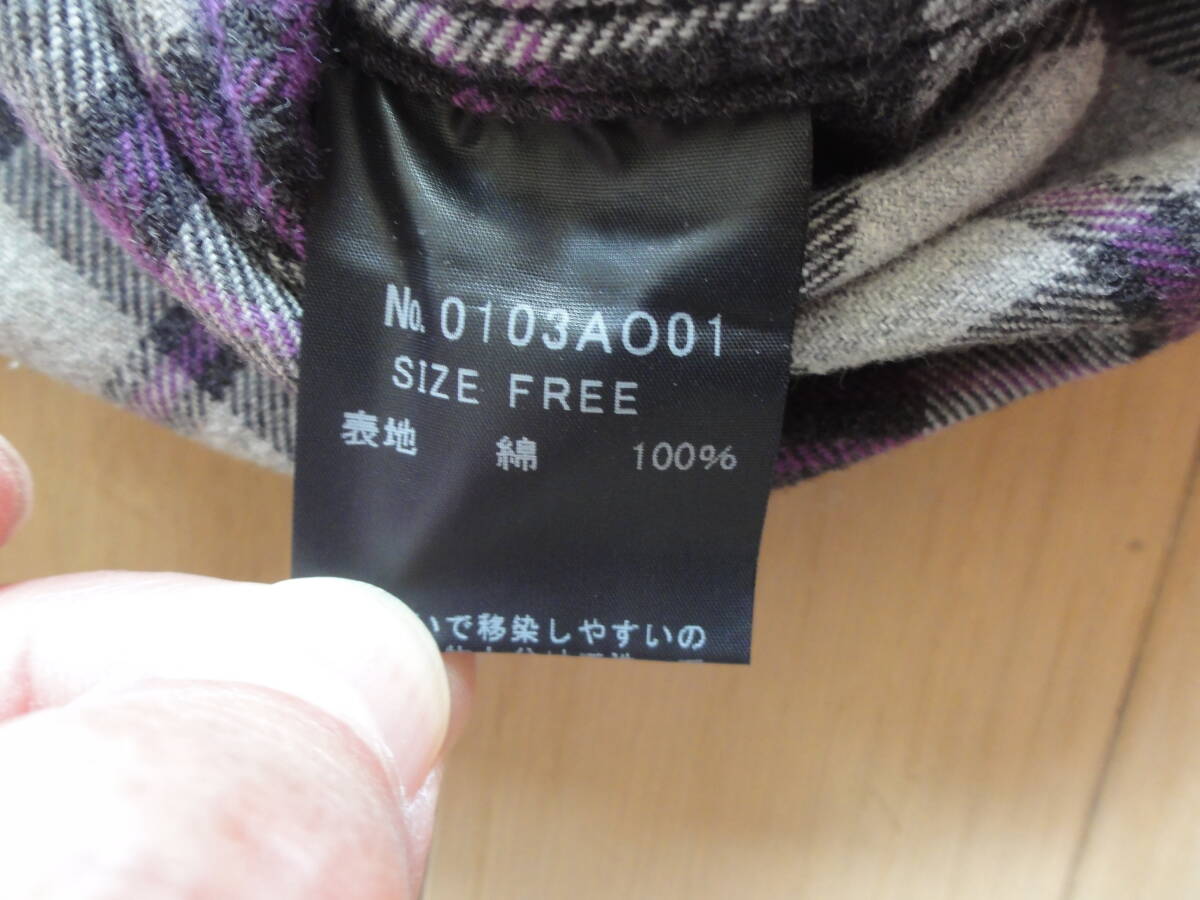 No. 0103AO01
SIZE FREE
表地 綿 100%
いで移染しやすいの